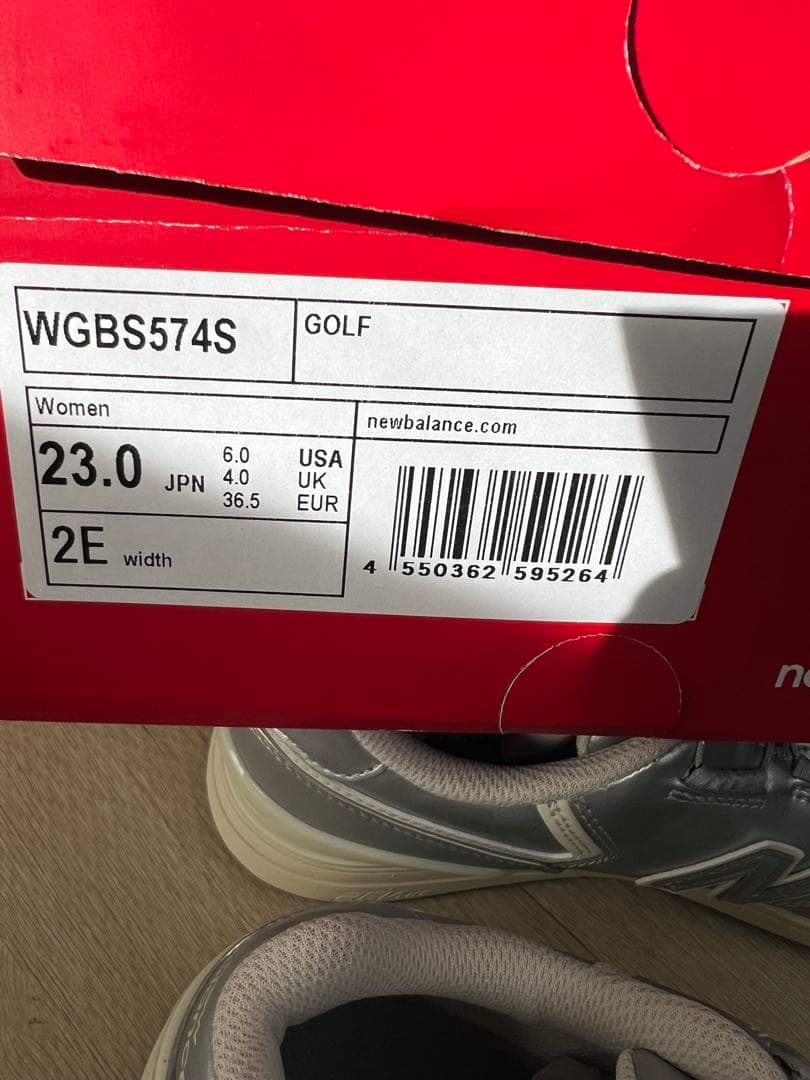 WGBS574S
GOLF
Women
newbalance.com
23.0 JPN
6.0 USA
4.0 UK
36.5 EUR
2E width
4 550362 595264